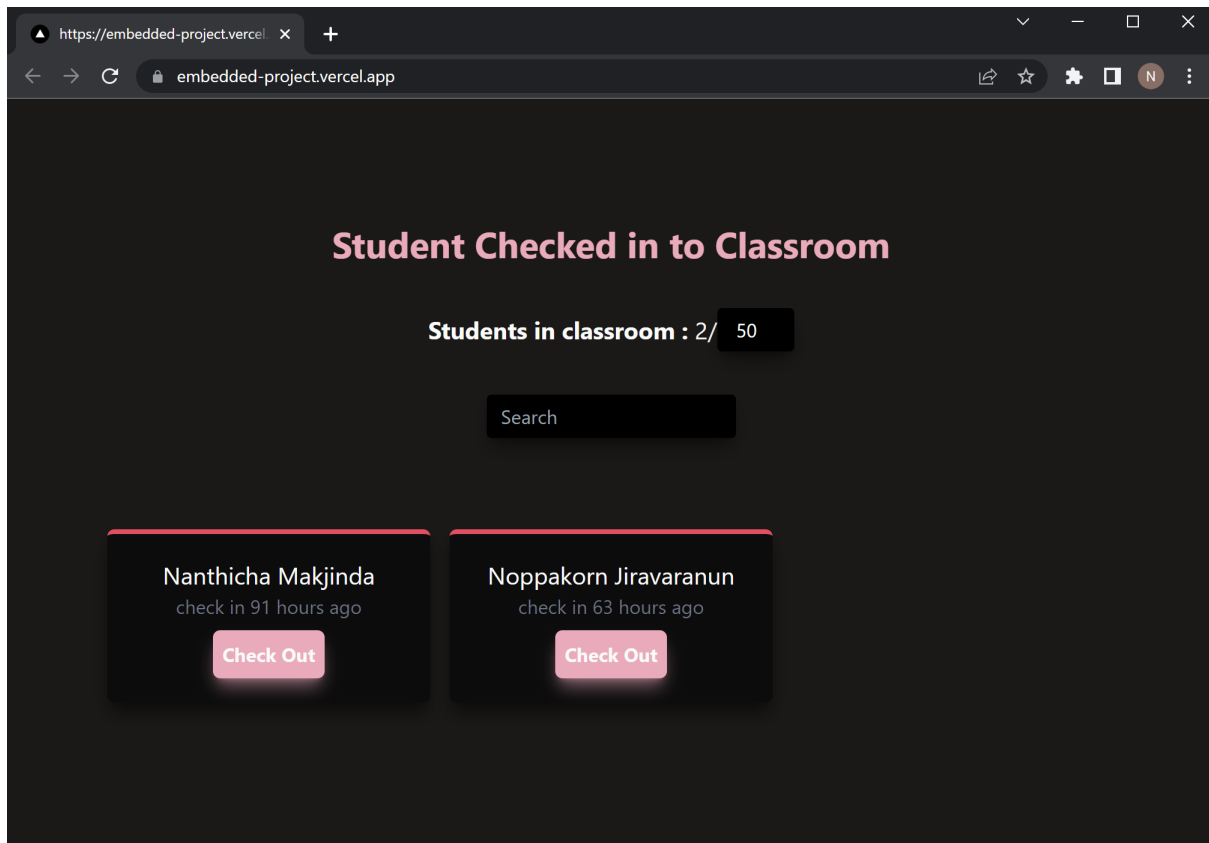 https://embedded-project.vercel.
embedded-project.vercel.app
N
Student Checked in to Classroom
Students in classroom : 2/ 50
Search
Nanthicha Makjinda
check in 91 hours ago
Check Out
Noppakorn Jiravaranun
check in 63 hours ago
Check Out